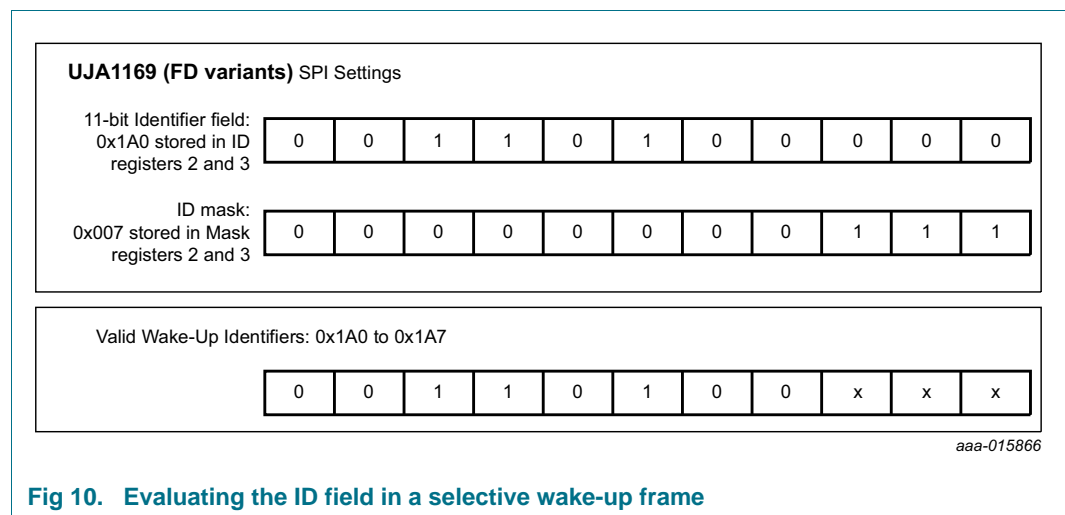 UJA1169 (FD variants) SPI Settings
11-bit Identifier field:
0x1A0 stored in ID
registers 2 and 3
0 0 1 1 0 1 0 0 0 0 0
ID mask:
0x007 stored in Mask
registers 2 and 3
0 0 0 0 0 0 0 0 1 1 1
Valid Wake-Up Identifiers: 0x1A0 to 0x1A7
0 0 1 1 0 1 0 0 x x x
aaa-015866
Fig 10. Evaluating the ID field in a selective wake-up frame